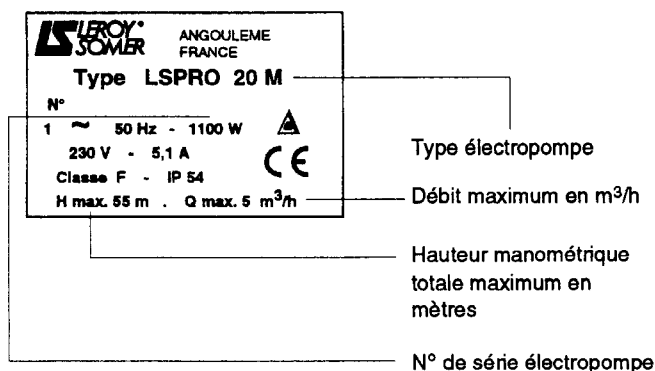 LEROY
SOMER
ANGOULEME
FRANCE
Type LSPRO 20 M
N°
1 ~ 50 Hz - 1100 W
230 V - 5,1 A
CE
Classe F - IP 54
H max. 55 m . Q max. 5 m³/h
Type électropompe
Débit maximum en m³/h
Hauteur manométrique
totale maximum en
mètres
N° de série électropompe